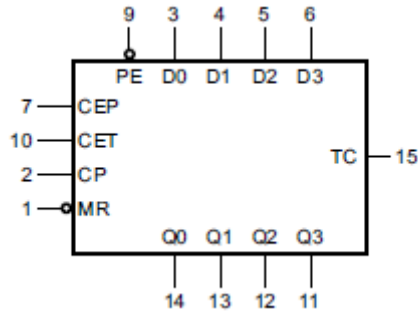 9 3 4 5 6
PE D0 D1 D2 D3
7 CEP
10 CET
TC 15
2 CP
1 MR
Q0 Q1 Q2 Q3
14 13 12 11